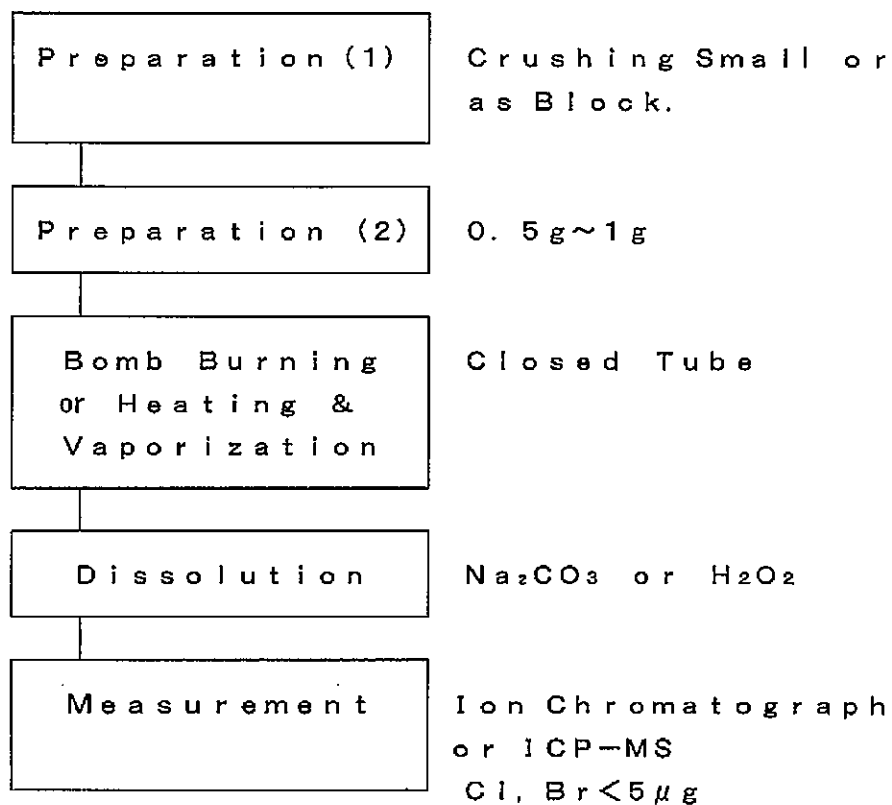 Preparation (1)
Crushing Small or
as Block.
Preparation (2)
0. 5g~1g
Bomb Burning
or Heating &
Vaporization
Closed Tube
Dissolution
Na₂CO₃ or H₂O₂
Measurement
Ion Chromatograph
or ICP-MS
Cl, Br<5μg